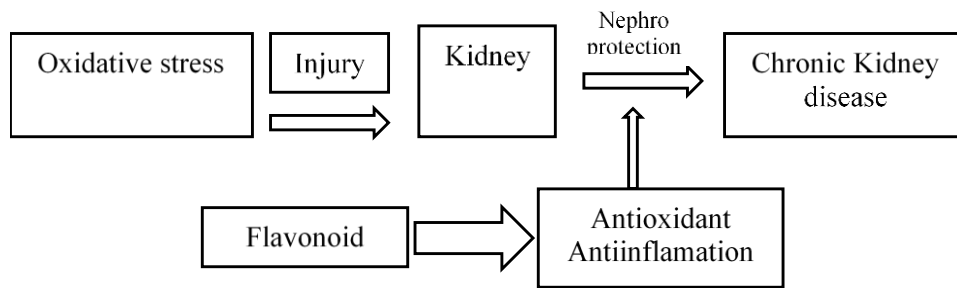 Oxidative stress
Injury
Kidney
Nephro
protection
Chronic Kidney
disease
Flavonoid
Antioxidant
Antiinflamation